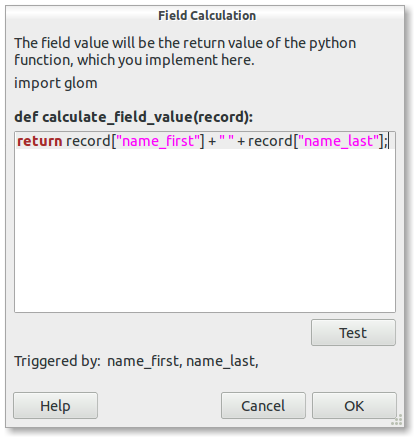 Field Calculation
The field value will be the return value of the python
function, which you implement here.
import glom
def calculate_field_value(record):
return record["name_first"] + " " + record["name_last"];
Test
Triggered by: name_first, name_last,
Help
Cancel
OK